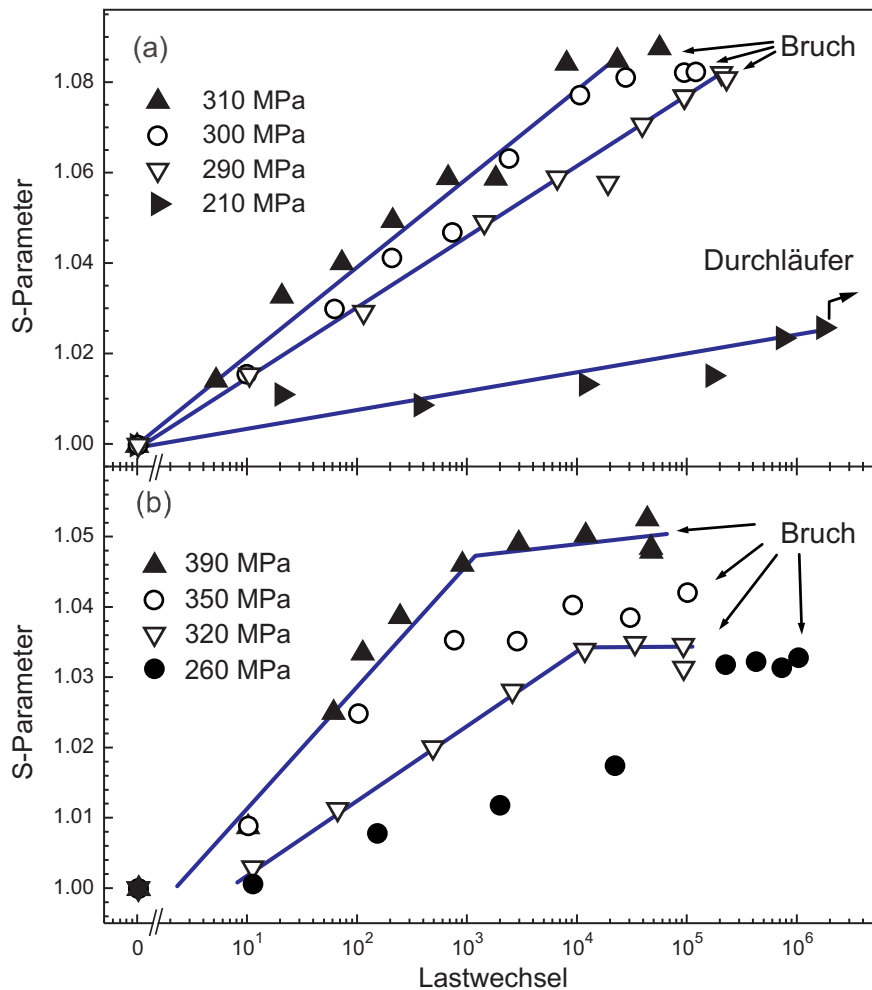 (a)
Bruch
310 MPa
300 MPa
290 MPa
210 MPa
Durchläufer
S-Parameter
1.08
1.06
1.04
1.02
1.00
(b)
Bruch
390 MPa
350 MPa
320 MPa
260 MPa
S-Parameter
1.05
1.04
1.03
1.02
1.01
1.00
0 10¹ 10² 10³ 10⁴ 10⁵ 10⁶
Lastwechsel